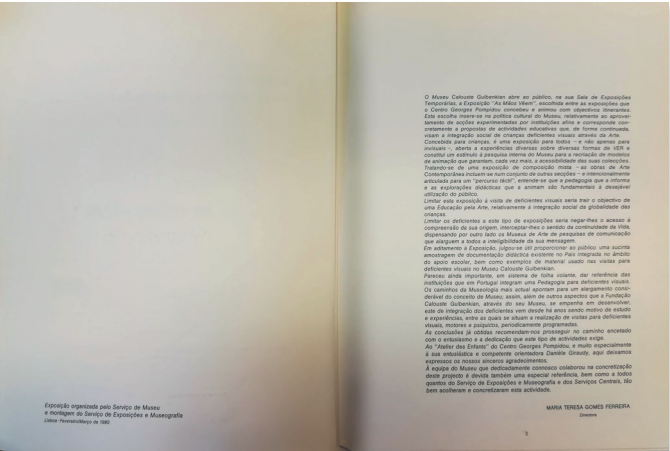 Exposição organizada pelo Serviço de Museu
e montagem do Serviço de Exposições e Museografia
Lisboa - Fevereiro/Março de 1980
O Museu Calouste Gulbenkian abre ao público, na sua Sala de Exposições
Temporárias, a Exposição "As Mãos Vêem", escolhida entre as exposições que
o Centro Georges Pompidou concebeu e animou com objectivos itinerantes.
Esta escolha insere-se na política cultural do Museu, relativamente ao aprovei-
tamento de acções experimentadas por instituições afins e corresponde con-
cretamente a propostas de actividades educativas que, de forma continuada,
visam a integração social de crianças deficientes visuais através da Arte.
Concebida para crianças, é uma exposição para todos — e não apenas para
invisuais —, aberta a experiências diversas sobre diversas formas de VER e
constitui um estímulo à pesquisa interna do Museu para a recriação de modelos
de animação que garantam, cada vez mais, a acessibilidade das suas colecções.
Tratando-se de uma exposição de composição mista — as obras de Arte
Contemporânea incluem-se num conjunto de outras secções — e intencionalmente
articulada para um "percurso táctil", entende-se que a pedagogia que a informa
e as explorações didácticas que a animam são fundamentais à desejável
utilização do público.
Limitar esta exposição à visita de deficientes visuais seria trair o objectivo de
uma Educação pela Arte, relativamente à integração social da globalidade das
crianças.
Limitar os deficientes a este tipo de exposições seria negar-lhes o acesso à
compreensão da sua origem, interceptar-lhes o sentido da continuidade da Vida,
dispensando por outro lado os Museus de Arte de pesquisas de comunicação
que alarguem a todos a inteligibilidade da sua mensagem.
Em aditamento à Exposição, julgou-se útil proporcionar ao público uma sucinta
amostragem de documentação didáctica existente no País integrada no âmbito
do apoio escolar, bem como exemplos de material usado nas visitas para
deficientes visuais no Museu Calouste Gulbenkian.
Pareceu ainda importante, em sistema de folha volante, dar referência das
instituições que em Portugal integram uma Pedagogia para deficientes visuais.
Os caminhos da Museologia mais actual apontam para um alargamento consi-
derável do conceito de Museu; assim, além de outros aspectos que a Fundação
Calouste Gulbenkian, através do seu Museu, se empenha em desenvolver,
este de integração dos deficientes vem desde há anos sendo motivo de estudo
e experiências, entre as quais se situam a realização de visitas para deficientes
visuais, motores e psíquicos, periodicamente programadas.
As conclusões já obtidas recomendam-nos prosseguir no caminho encetado
com o entusiasmo e a dedicação que este tipo de actividades exige.
Ao "Atelier des Enfants" do Centro Georges Pompidou, e muito especialmente
à sua entusiástica e competente orientadora Danièle Giraudy, aqui deixamos
expressos os nossos sinceros agradecimentos.
À equipa do Museu que dedicadamente connosco colaborou na concretização
deste projecto é devida também uma especial referência, bem como a todos
quantos do Serviço de Exposições e Museografia e dos Serviços Centrais, tão
bem acolheram e concretizaram esta actividade.
MARIA TERESA GOMES FERREIRA
Directora